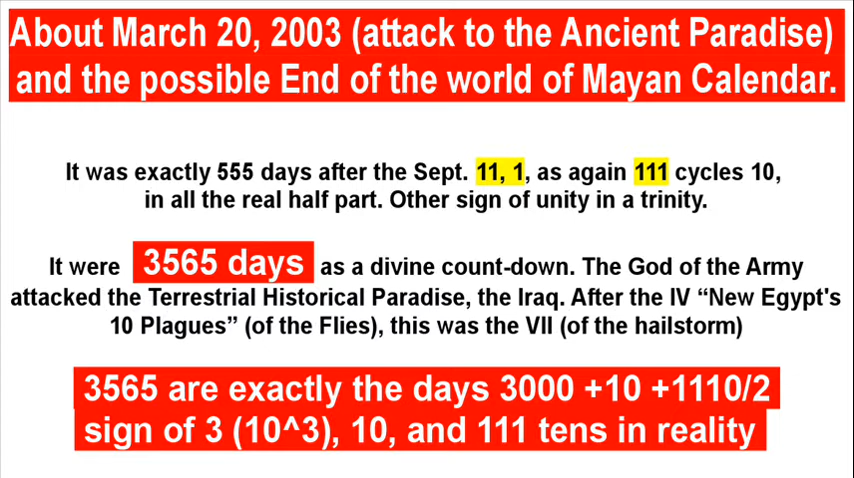 About March 20, 2003 (attack to the Ancient Paradise)
and the possible End of the world of Mayan Calendar.
It was exactly 555 days after the Sept. 11, 1, as again 111 cycles 10,
in all the real half part. Other sign of unity in a trinity.
It were 3565 days as a divine count-down. The God of the Army
attacked the Terrestrial Historical Paradise, the Iraq. After the IV “New Egypt's
10 Plagues” (of the Flies), this was the VII (of the hailstorm)
3565 are exactly the days 3000 +10 +1110/2
sign of 3 (10^3), 10, and 111 tens in reality